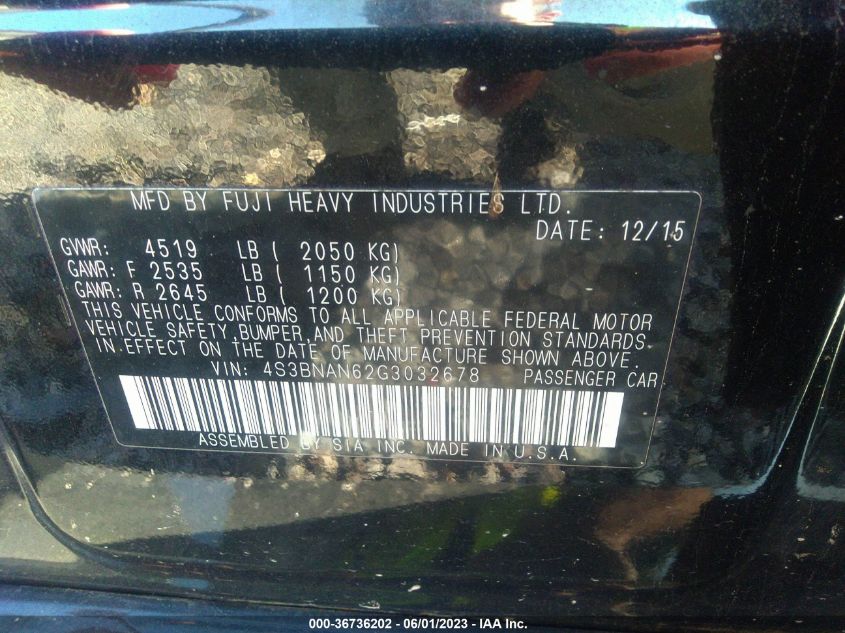 MFD BY FUJI HEAVY INDUSTRIES LTD.
DATE: 12/15
GVWR: 4519 LB ( 2050 KG)
GAWR: F 2535 LB ( 1150 KG)
GAWR: R 2645 LB ( 1200 KG)
THIS VEHICLE CONFORMS TO ALL APPLICABLE FEDERAL MOTOR
VEHICLE SAFETY,BUMPER,AND THEFT PREVENTION STANDARDS.
IN EFFECT ON THE DATE OF MANUFACTURE SHOWN ABOVE.
VIN: 4S3BNAN62G3032678 PASSENGER CAR
ASSEMBLED BY SIA, INC. MADE IN U.S.A.
000-36736202 - 06/01/2023 - IAA Inc.